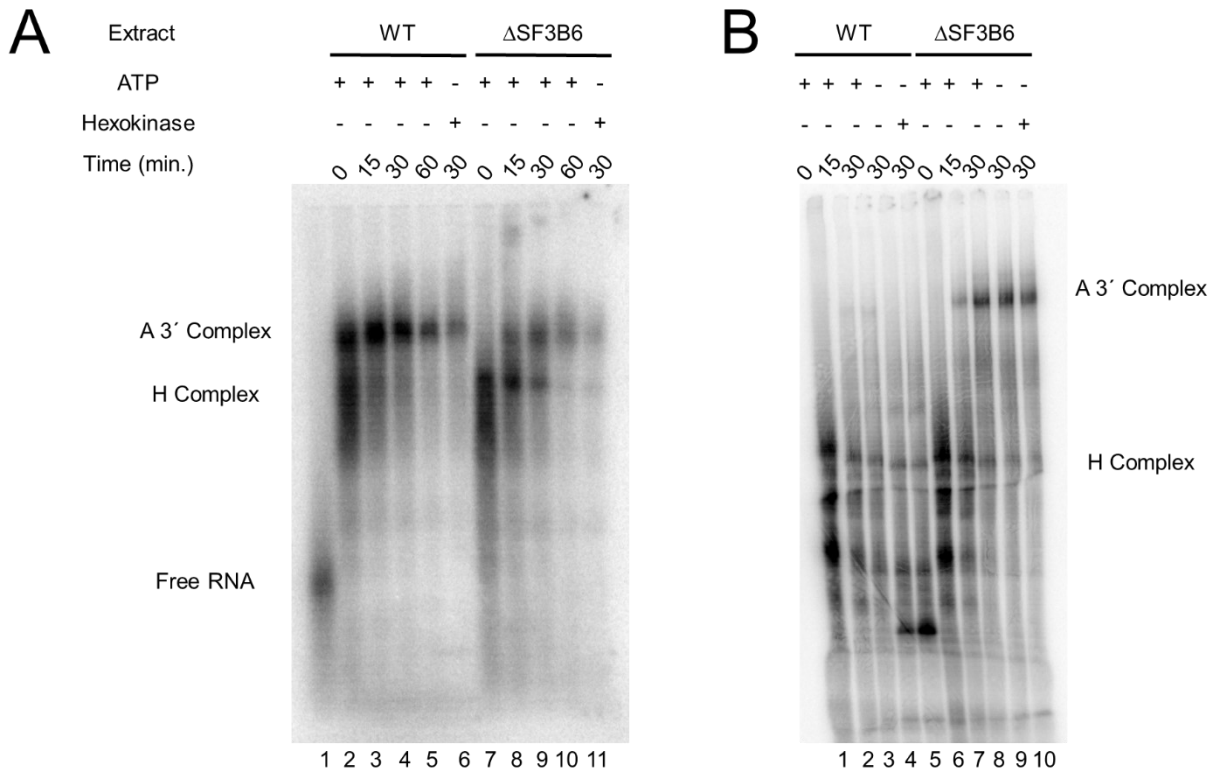 A
Extract WT ΔSF3B6
ATP + + + + - + + + + -
Hexokinase - - - - + - - - - +
Time (min.) 0 15 30 60 30 0 15 30 60 30
A 3´ Complex
H Complex
Free RNA
1 2 3 4 5 6 7 8 9 10 11
B
WT ΔSF3B6
+ + + - - + + + - -
- - - - + - - - - +
0 15 30 30 30 0 15 30 30 30
A 3´ Complex
H Complex
1 2 3 4 5 6 7 8 9 10